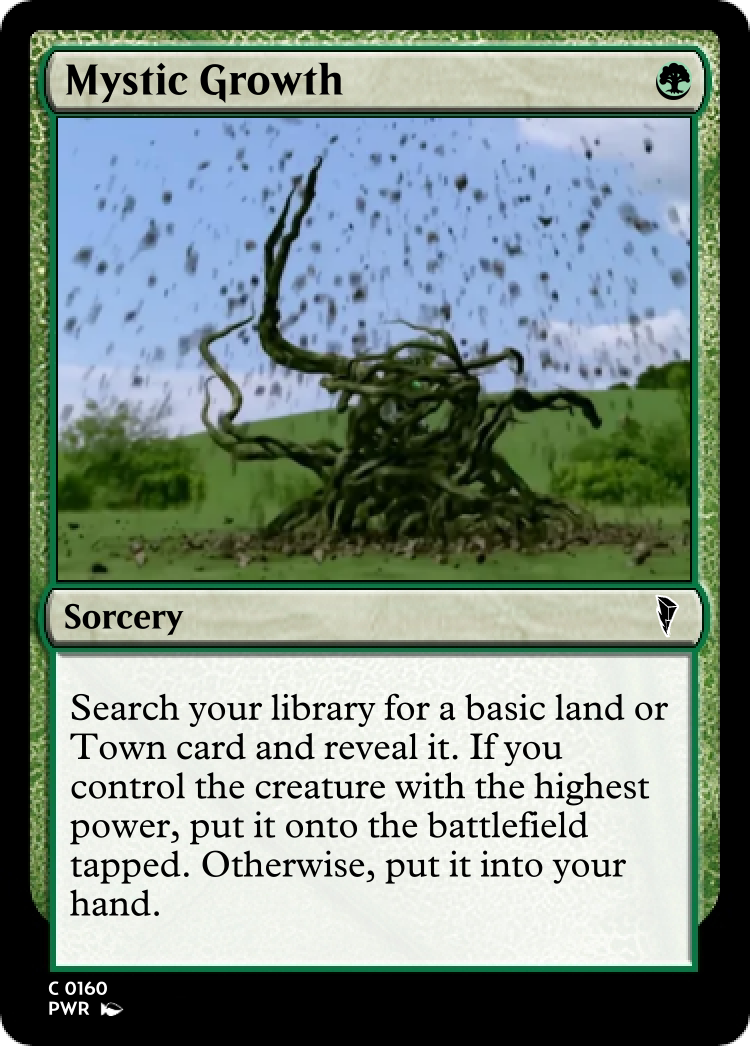 Mystic Growth
Sorcery
Search your library for a basic land or
Town card and reveal it. If you
control the creature with the highest
power, put it onto the battlefield
tapped. Otherwise, put it into your
hand.
C 0160
PWR